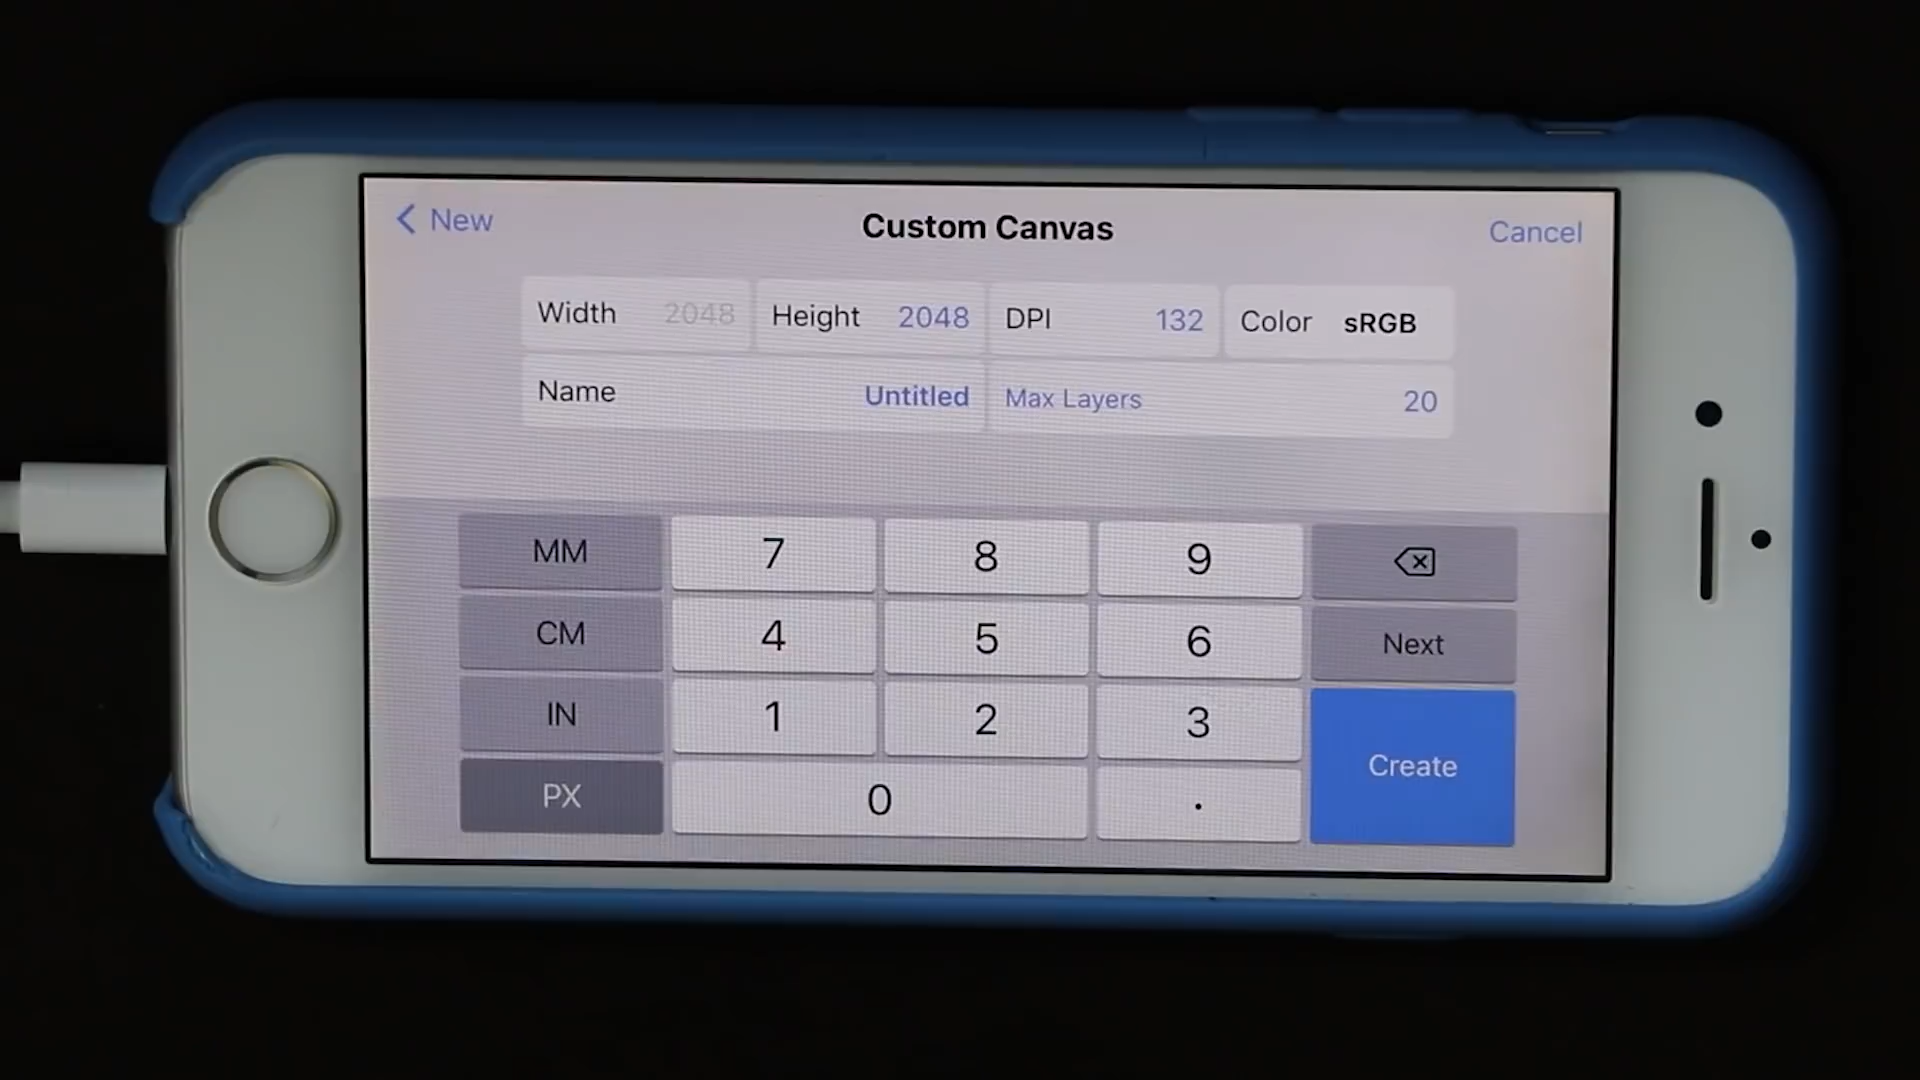 New
Custom Canvas
Cancel
Width 2048 Height 2048 DPI 132 Color sRGB
Name Untitled Max Layers 20
MM 7 8 9
CM 4 5 6 Next
IN 1 2 3
Create
PX 0 .